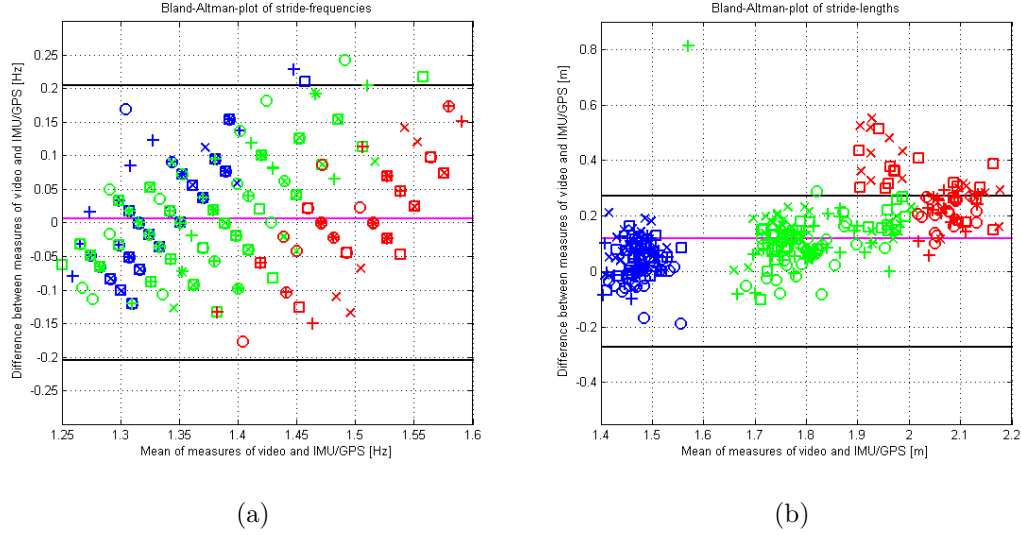 Bland-Altman-plot of stride-frequencies
0.25
0.2
0.15
0.1
0.05
0
-0.05
-0.1
-0.15
-0.2
-0.25
1.25 1.3 1.35 1.4 1.45 1.5 1.55 1.6
Difference between measures of video and IMU/GPS [Hz]
Mean of measures of video and IMU/GPS [Hz]
(a)
Bland-Altman-plot of stride-lengths
0.8
0.6
0.4
0.2
0
-0.2
-0.4
1.4 1.5 1.6 1.7 1.8 1.9 2 2.1 2.2
Difference between measures of video and IMU/GPS [m]
Mean of measures of video and IMU/GPS [m]
(b)